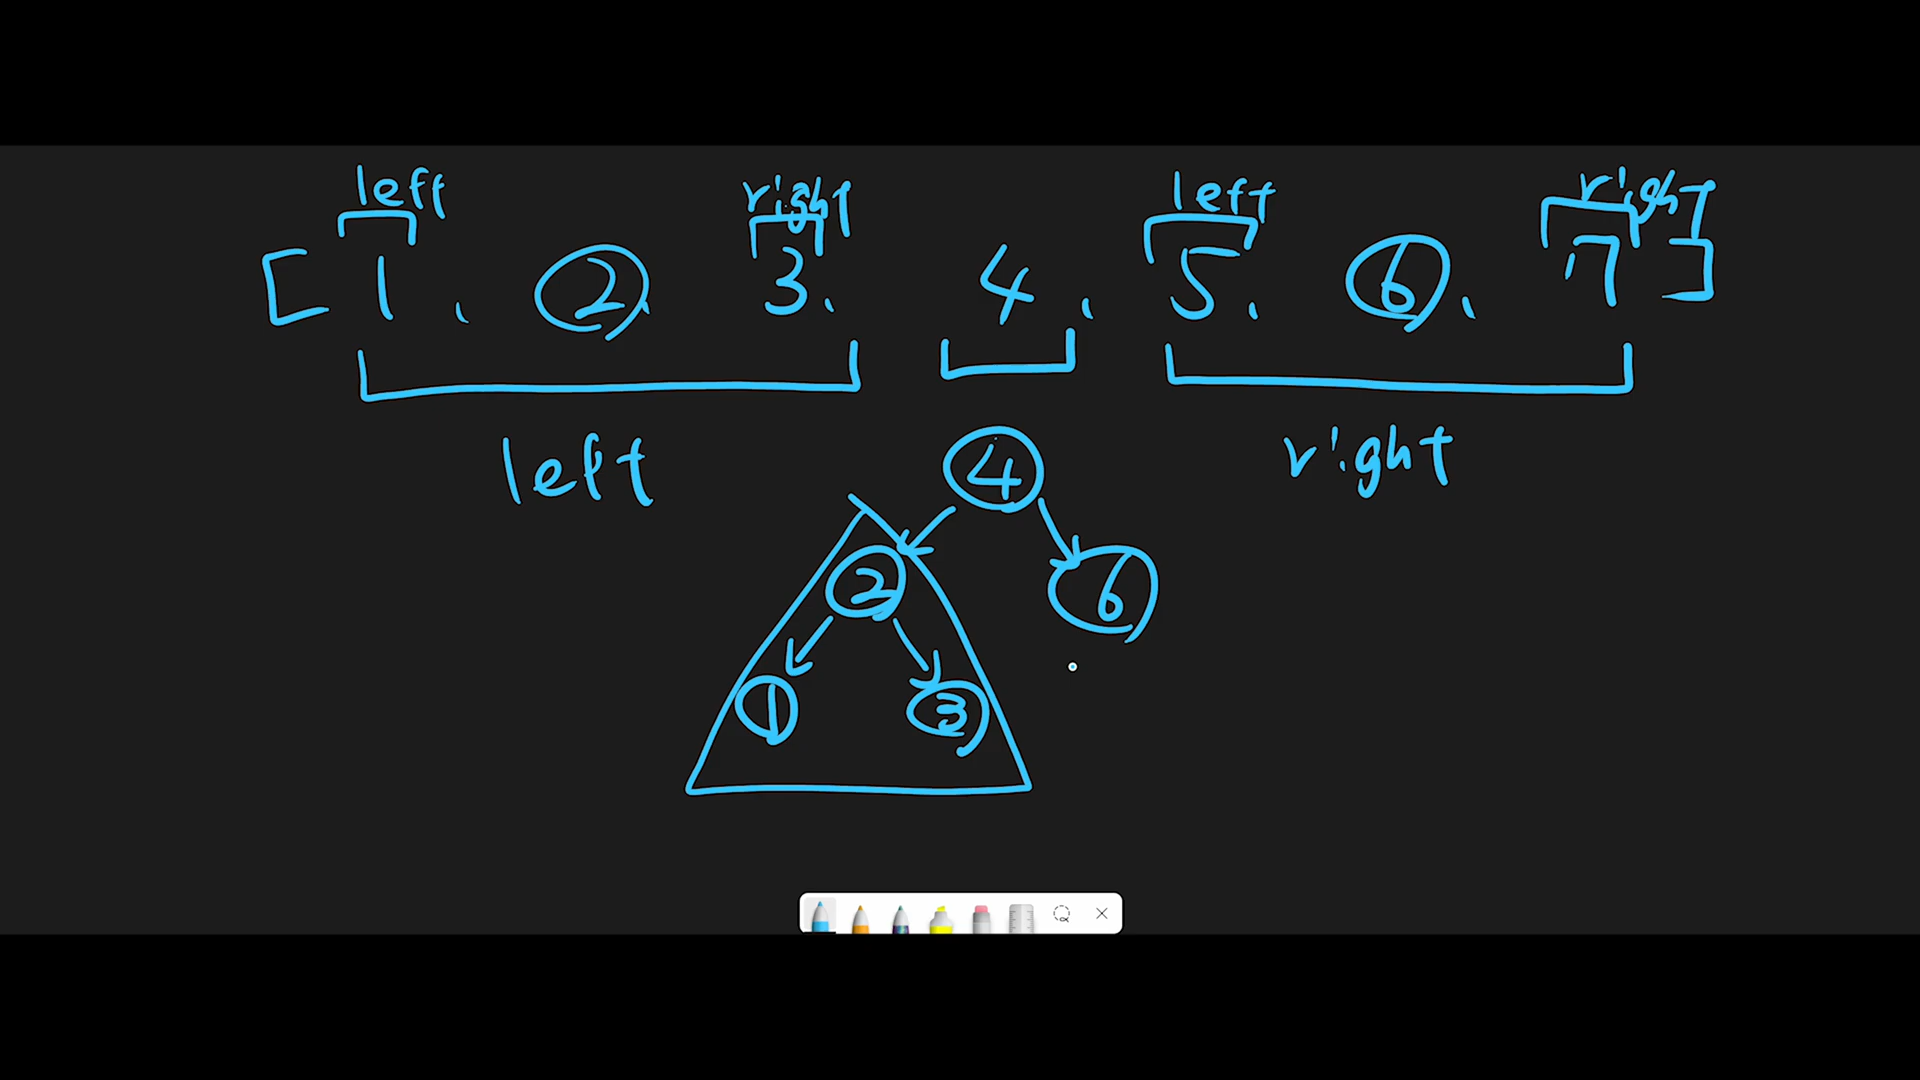 left right left right
[ 1, 2, 3, 4, 5, 6, 7 ]
left right
4
2 6
1 3